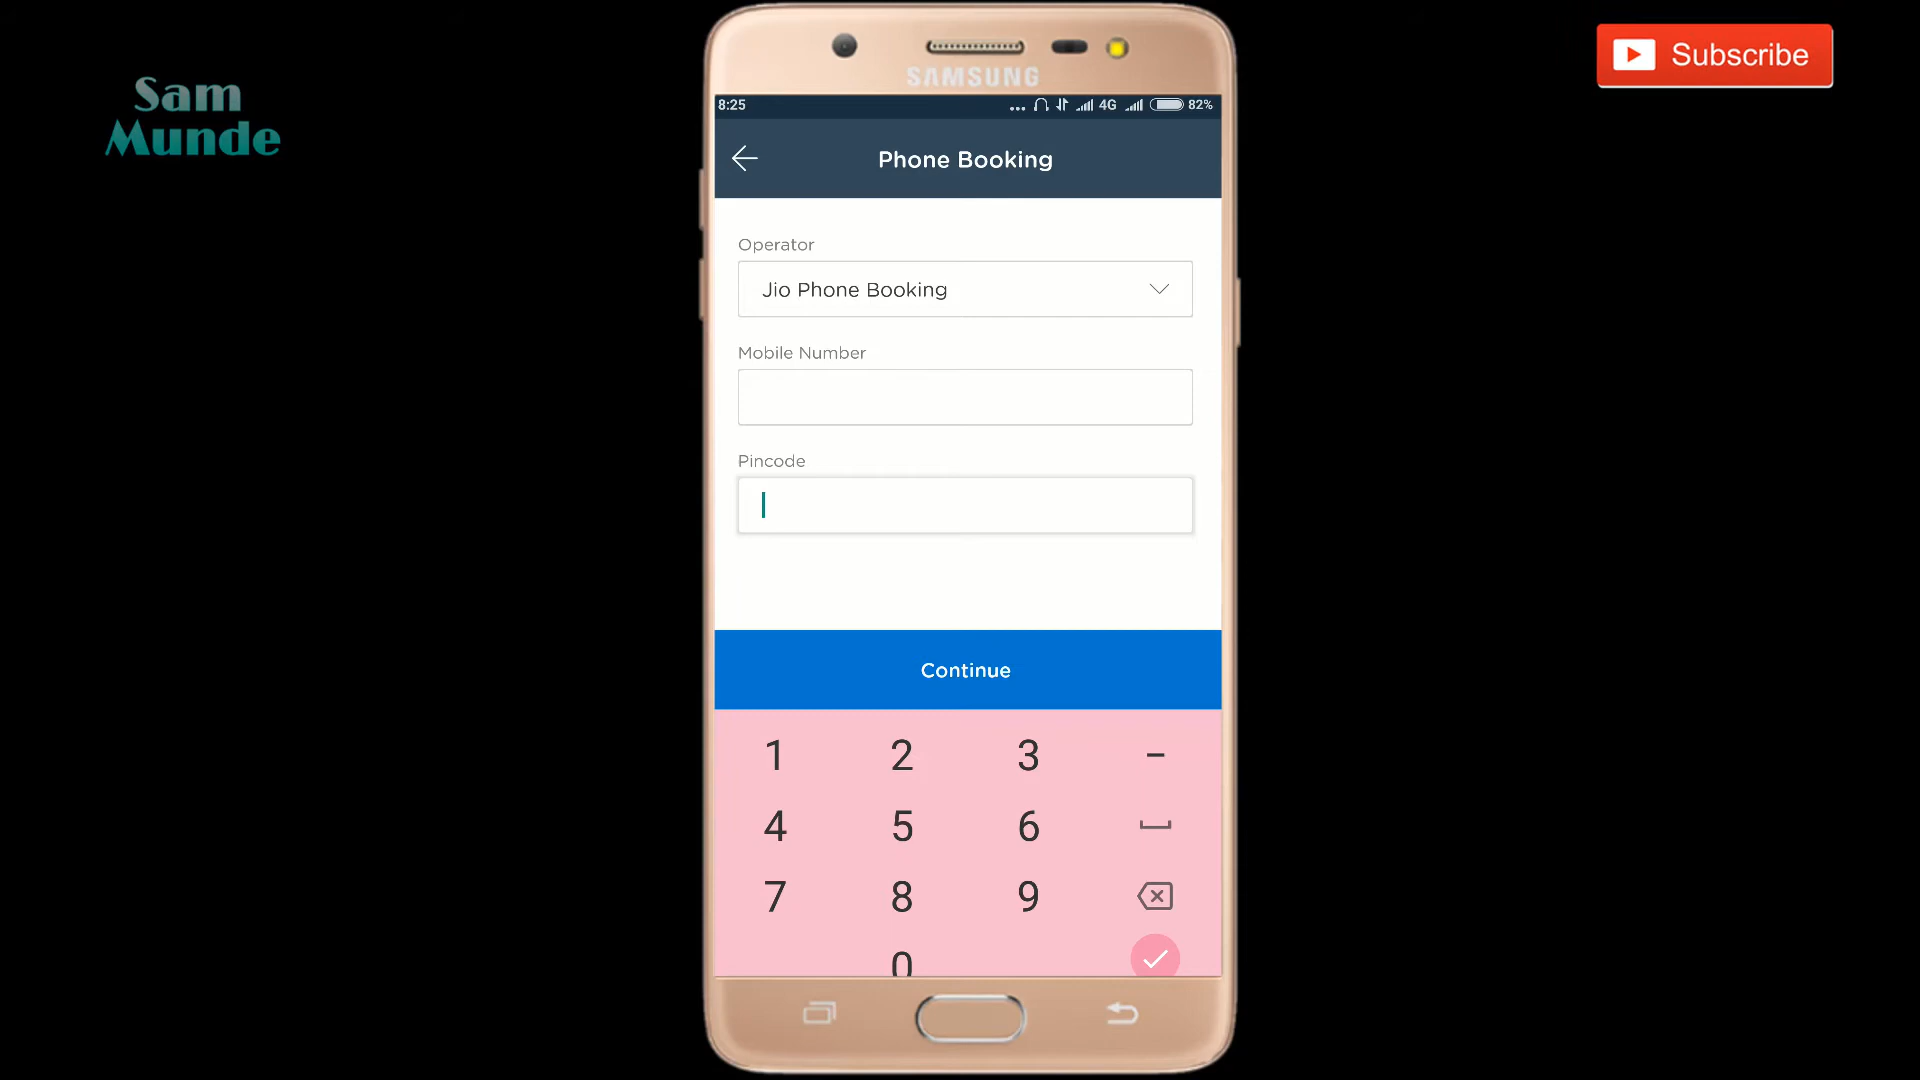 Sam
Munde
Subscribe
SAMSUNG
8:25
4G
82%
Phone Booking
Operator
Jio Phone Booking
Mobile Number
Pincode
Continue
1 2 3 -
4 5 6
7 8 9
0